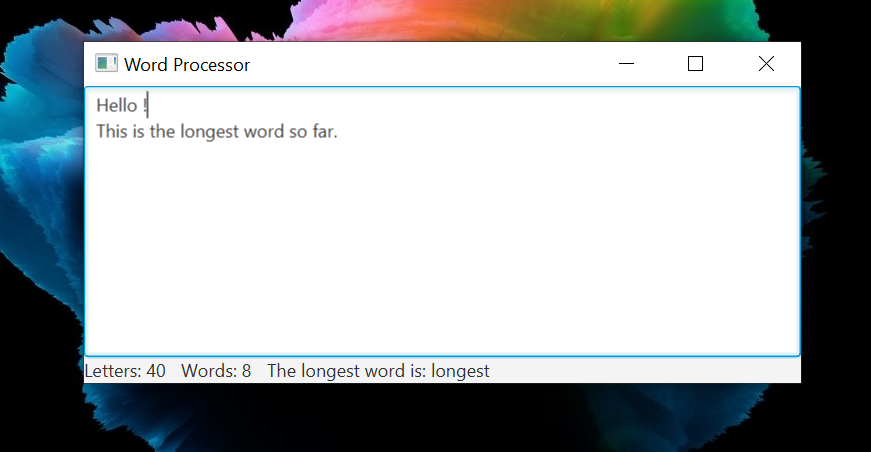 Word Processor
Hello !
This is the longest word so far.
Letters: 40 Words: 8 The longest word is: longest